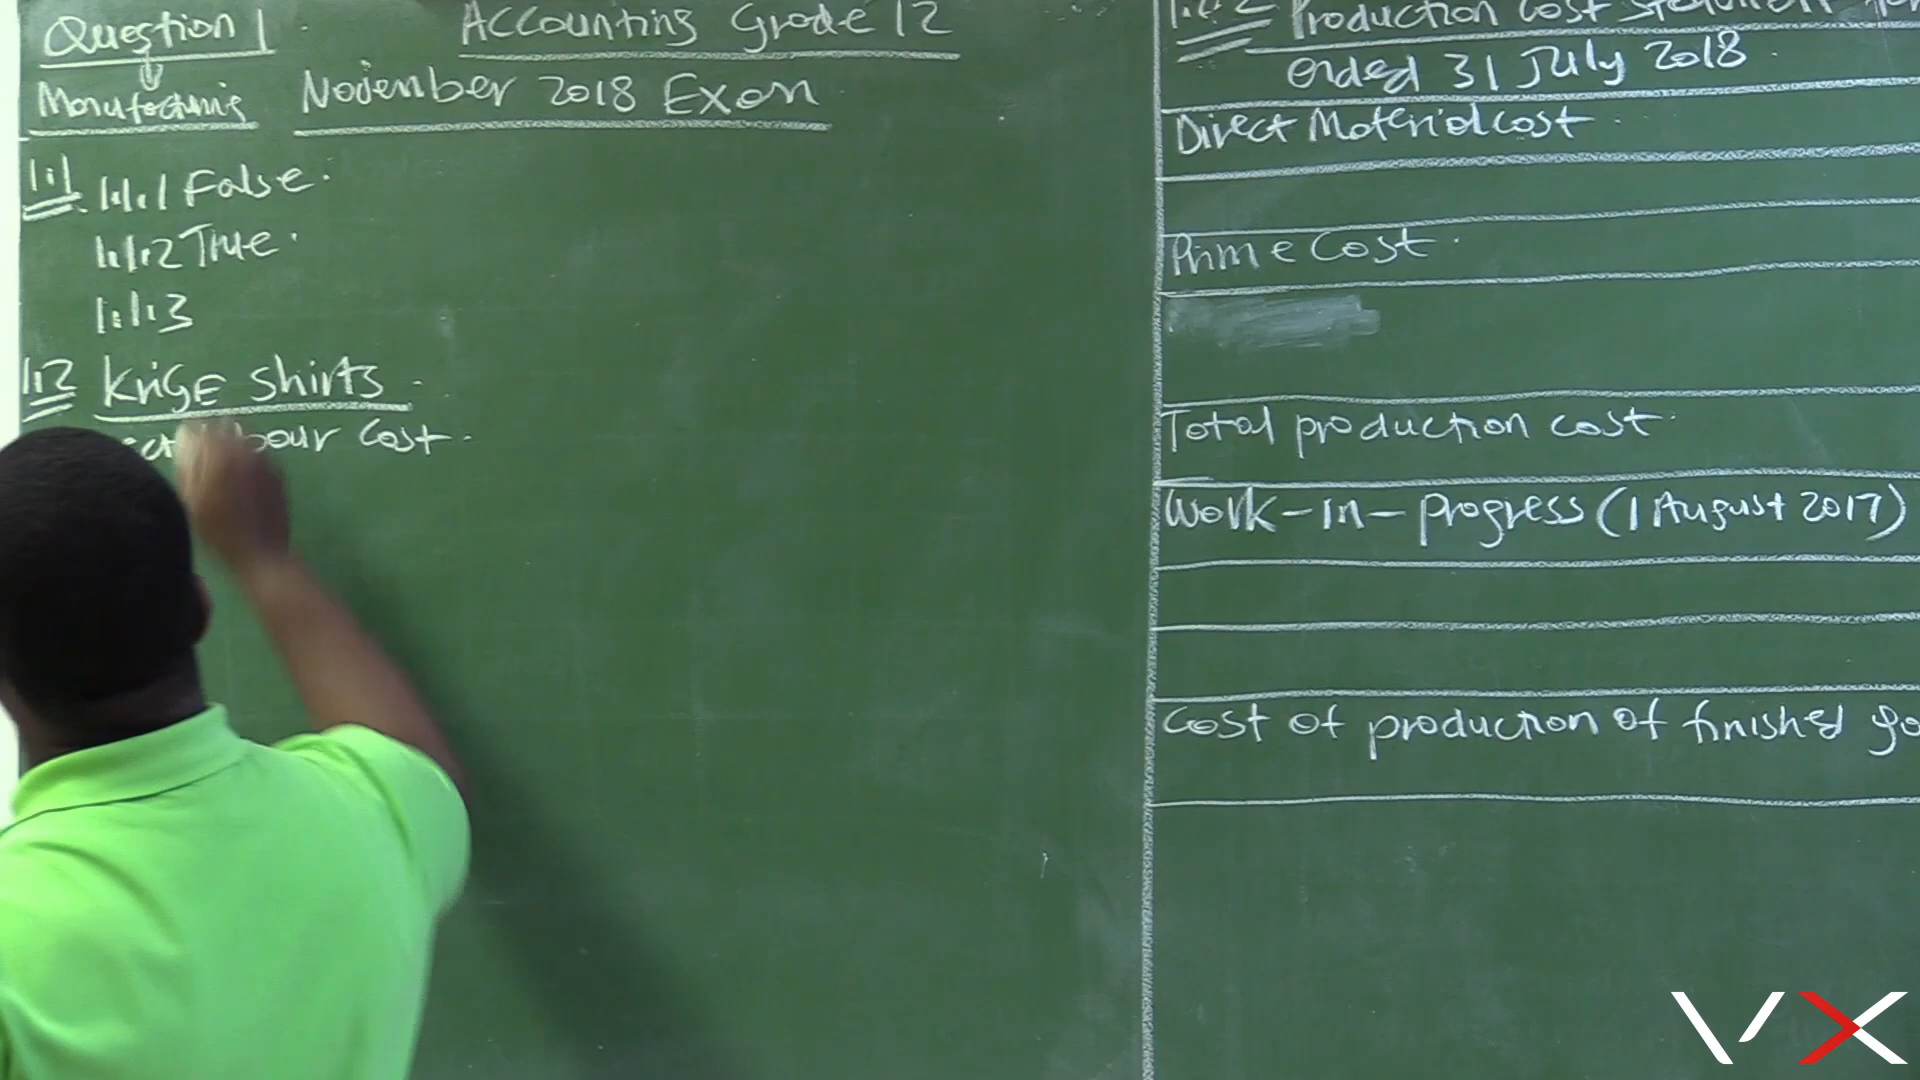 Question 1
Accounting Grade 12
Manufacturing
November 2018 Exam
1.1 1.1.1 False.
1.1.2 True.
1.1.3
1.2 KrigE Shirts.
Cost.
Production Cost
ended 31 July 2018.
Direct Material cost.
Prime Cost.
Total production cost.
Work-in-progress (1 August 2017)
Cost of production of finished
VX